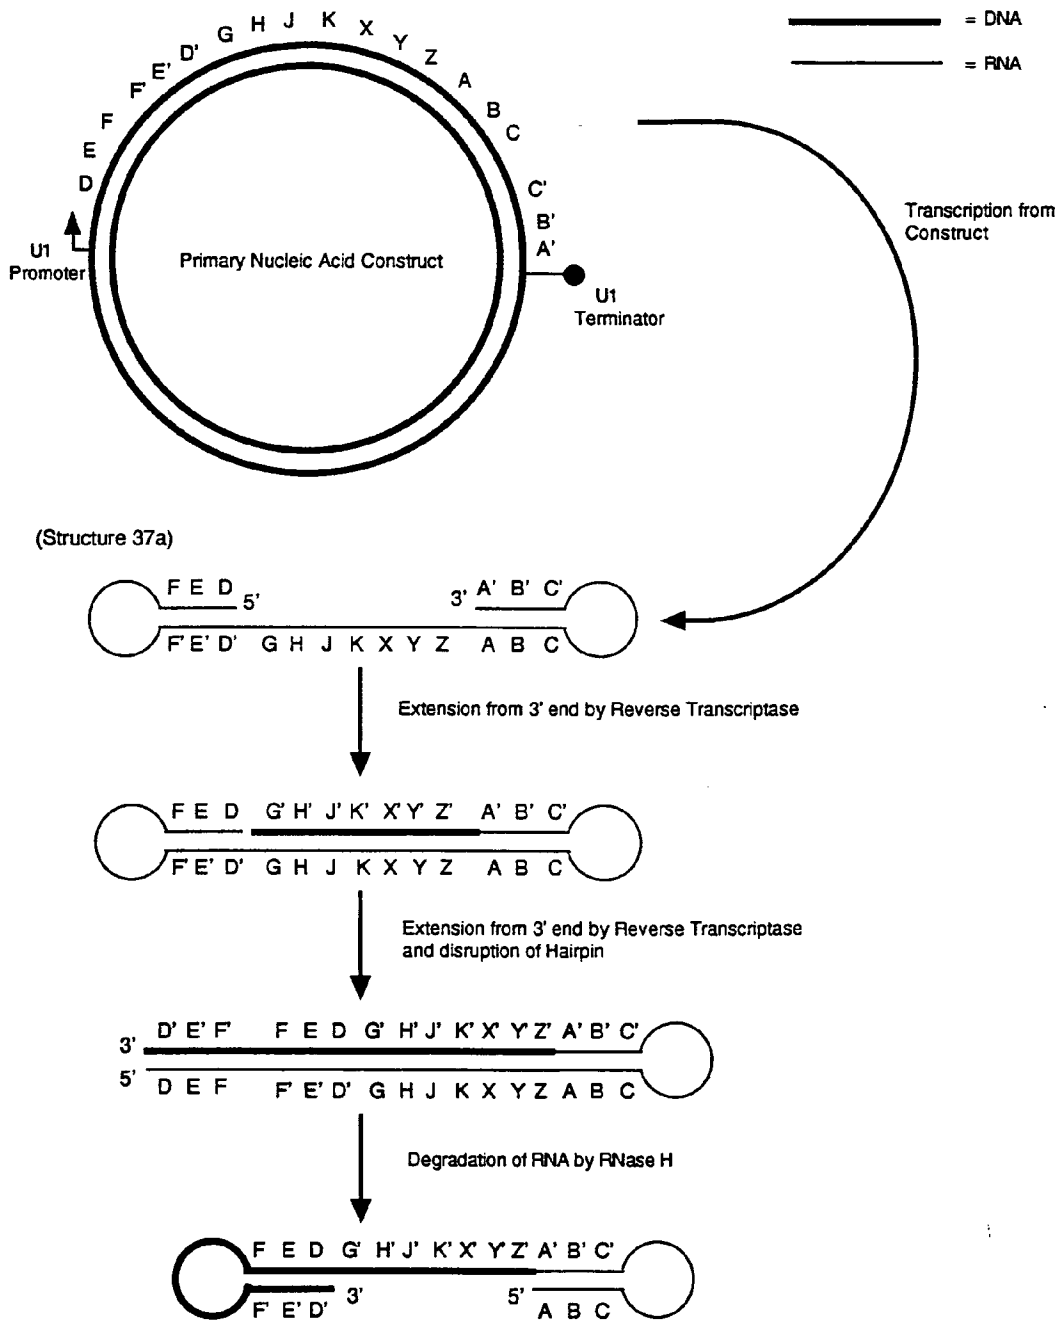 D E F F' E' D' G H J K X Y Z A B C C' B' A'
= DNA
= RNA
U1
Promoter
Primary Nucleic Acid Construct
U1
Terminator
Transcription from
Construct
(Structure 37a)
F E D 5' 3' A' B' C'
F' E' D' G H J K X Y Z A B C
Extension from 3' end by Reverse Transcriptase
F E D G' H' J' K' X' Y' Z' A' B' C'
F' E' D' G H J K X Y Z A B C
Extension from 3' end by Reverse Transcriptase
and disruption of Hairpin
3' D' E' F' F E D G' H' J' K' X' Y' Z' A' B' C'
5' D E F F' E' D' G H J K X Y Z A B C
Degradation of RNA by RNase H
F E D G' H' J' K' X' Y' Z' A' B' C'
F' E' D' 3' 5' A B C